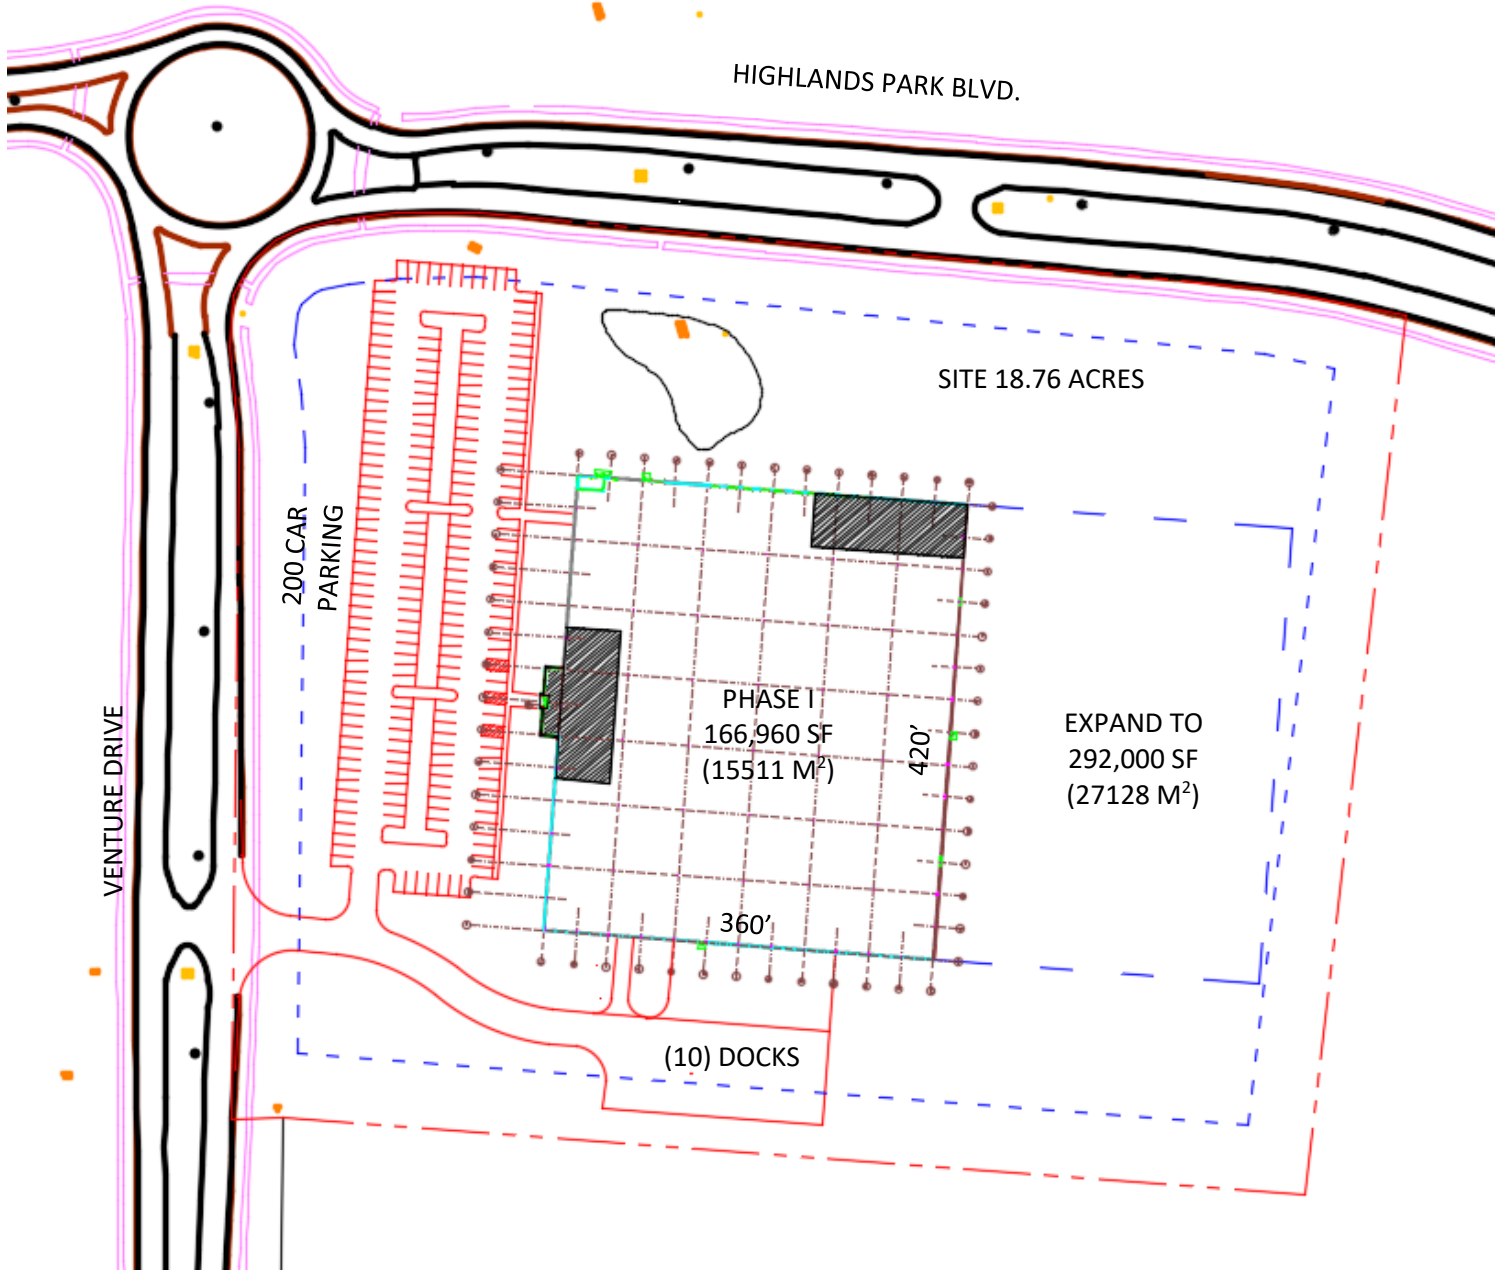 HIGHLANDS PARK BLVD.
SITE 18.76 ACRES
200 CAR
PARKING
VENTURE DRIVE
PHASE I
166,960 SF
(15511 M²)
420’
EXPAND TO
292,000 SF
(27128 M²)
360’
(10) DOCKS